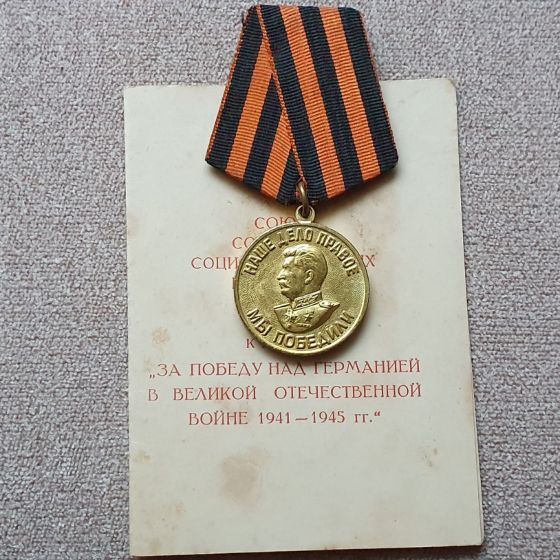 НАШЕ ДЕЛО ПРАВОЕ
МЫ ПОБЕДИЛИ
„ЗА ПОБЕДУ НАД ГЕРМАНИЕЙ
В ВЕЛИКОЙ ОТЕЧЕСТВЕННОЙ
ВОЙНЕ 1941—1945 гг.“